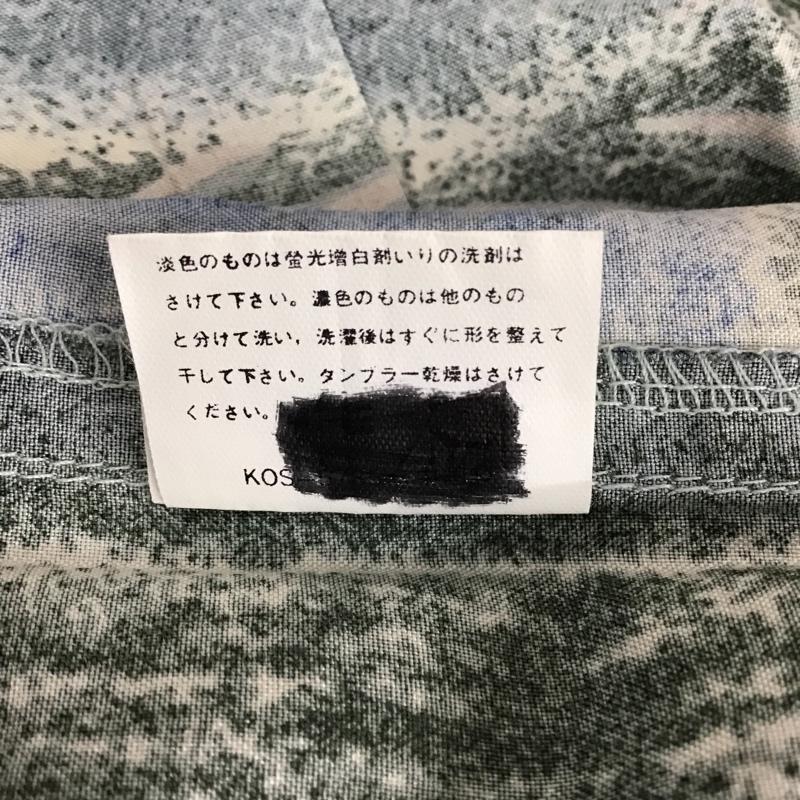 淡色のものは螢光増白剤いりの洗剤は
さけて下さい。濃色のものは他のもの
と分けて洗い，洗濯後はすぐに形を整えて
干して下さい。タンブラー乾燥はさけて
ください。